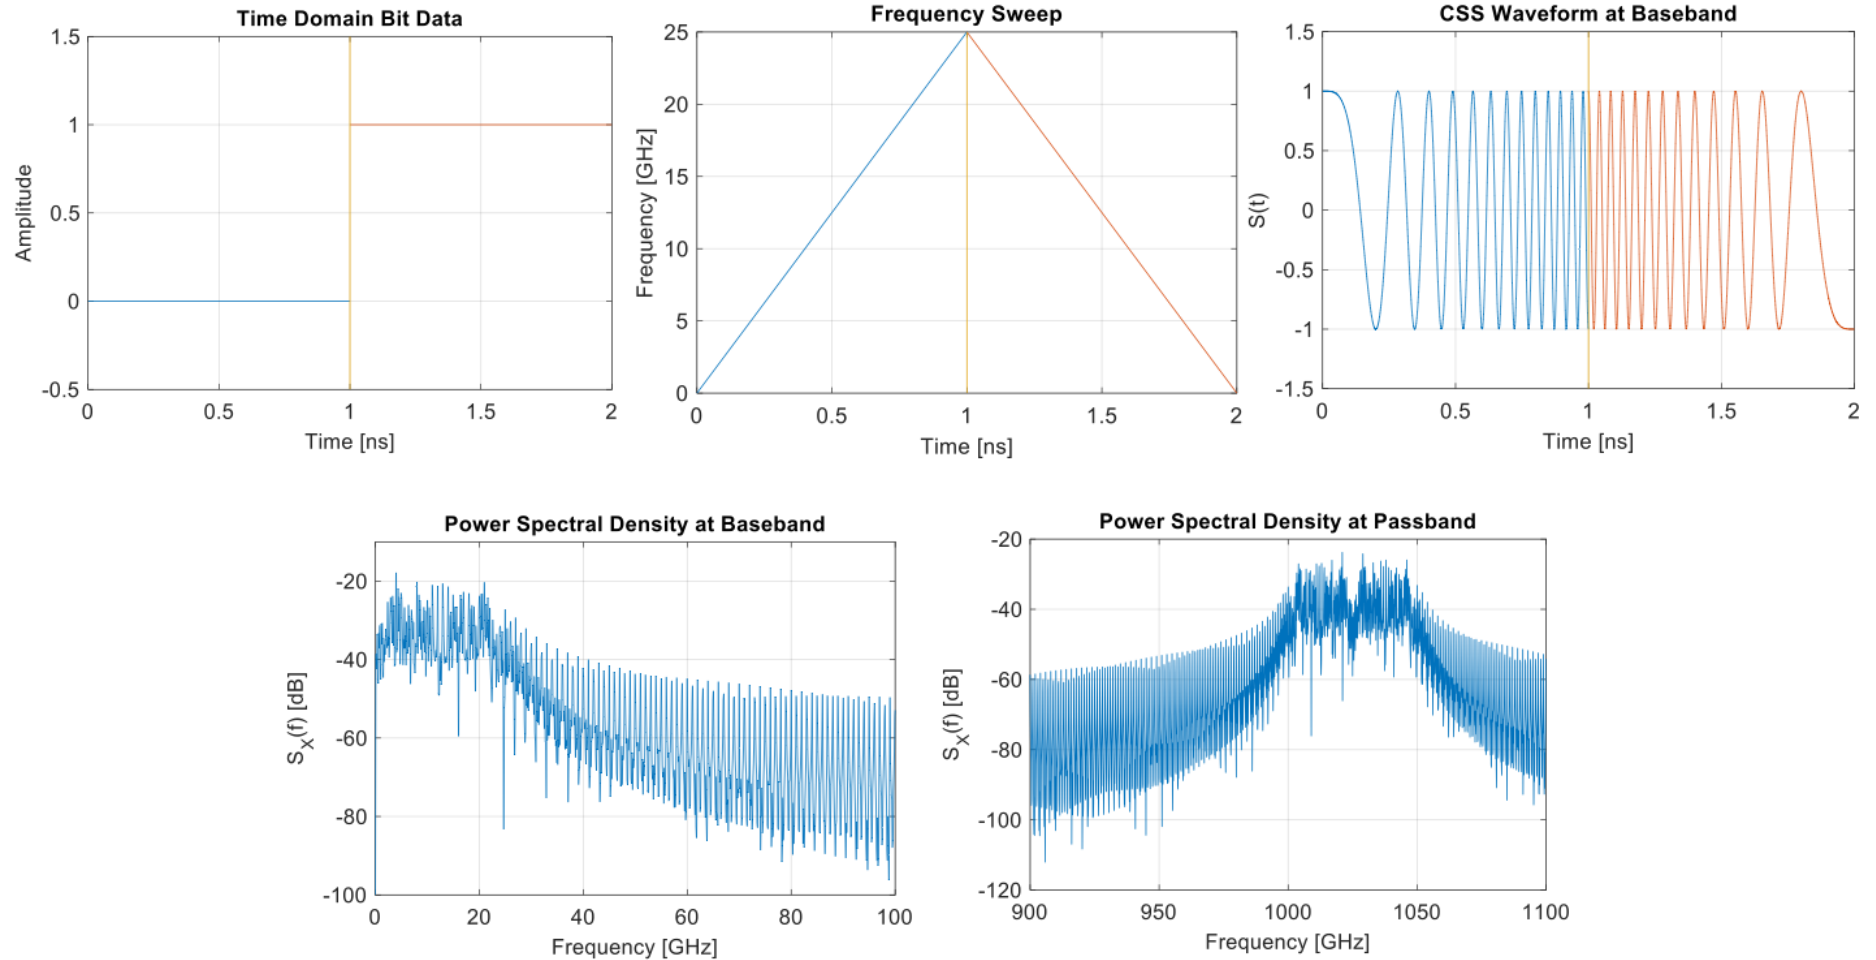 Time Domain Bit Data
1.5
1
0.5
0
-0.5
Amplitude
0 0.5 1 1.5 2
Time [ns]
Frequency Sweep
25
20
15
10
5
0
Frequency [GHz]
0 0.5 1 1.5 2
Time [ns]
CSS Waveform at Baseband
1.5
1
0.5
0
-0.5
-1
-1.5
S(t)
0 0.5 1 1.5 2
Time [ns]
Power Spectral Density at Baseband
-20
-40
-60
-80
-100
S_X(f) [dB]
0 20 40 60 80 100
Frequency [GHz]
Power Spectral Density at Passband
-20
-40
-60
-80
-100
-120
S_X(f) [dB]
900 950 1000 1050 1100
Frequency [GHz]